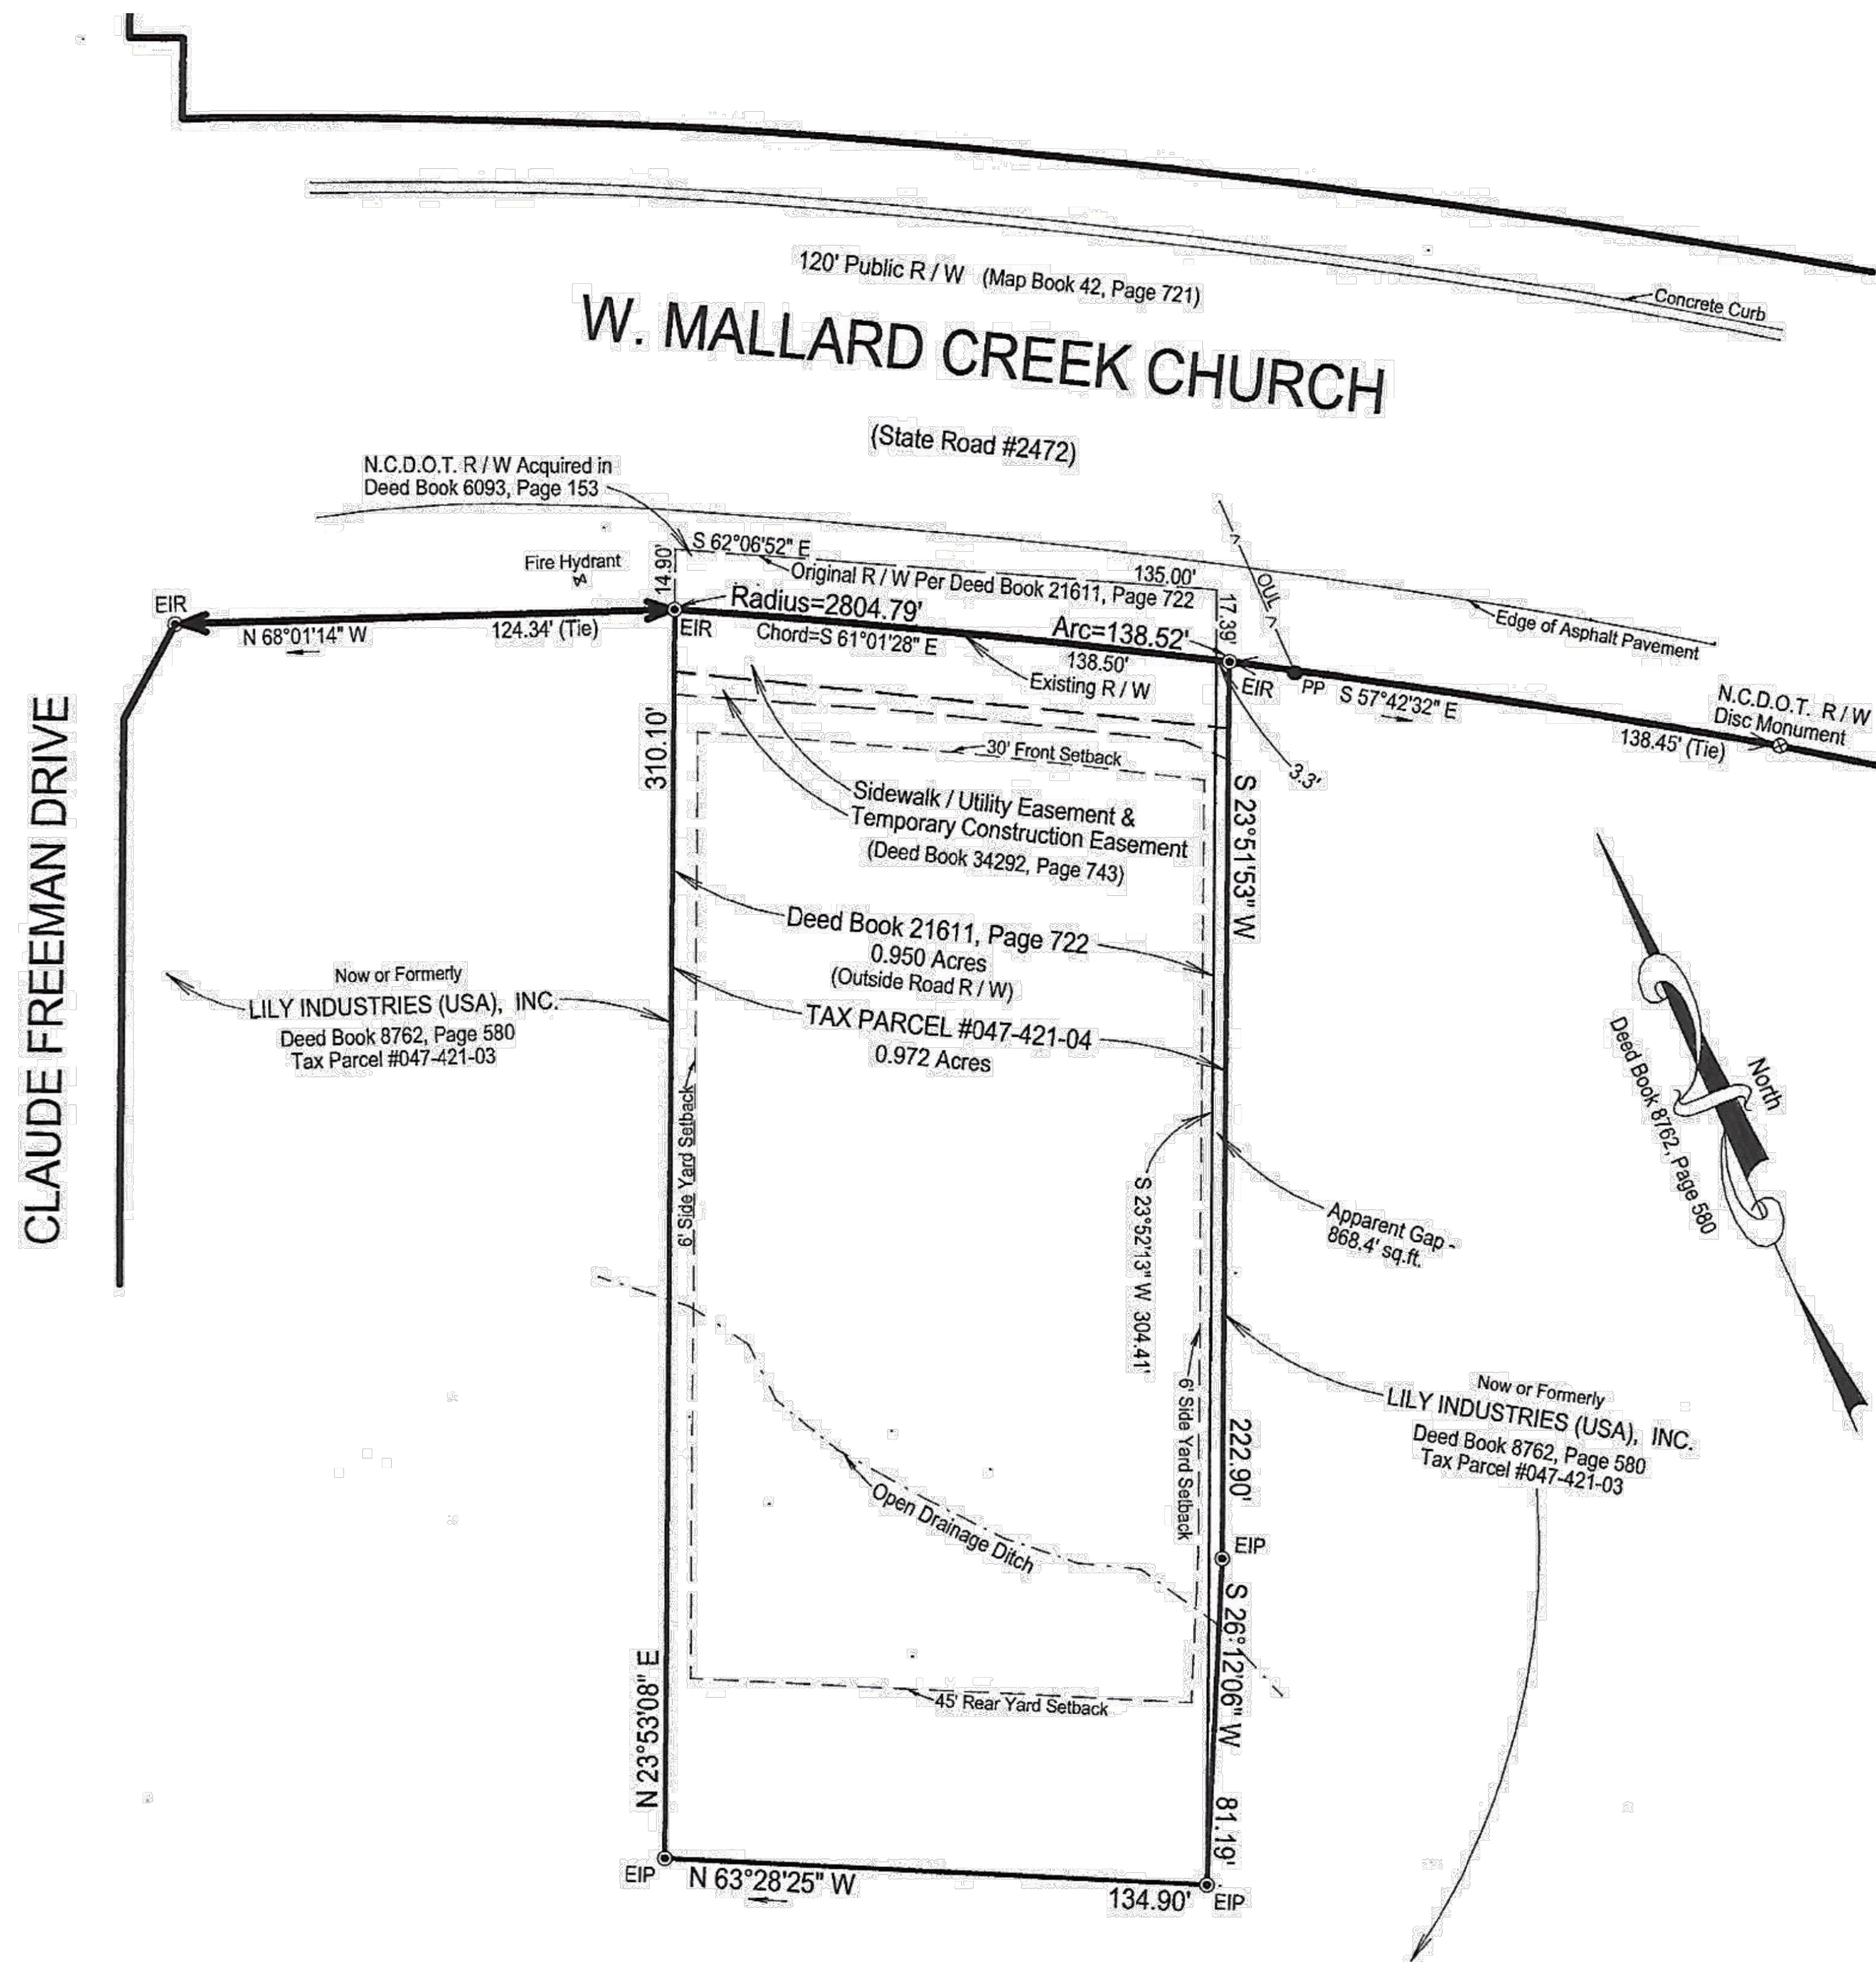 120' Public R / W (Map Book 42, Page 721)
Concrete Curb
W. MALLARD CREEK CHURCH
(State Road #2472)
N.C.D.O.T. R / W Acquired in
Deed Book 6093, Page 153
Fire Hydrant
14.90'
S 62°06'52" E
135.00'
Original R / W Per Deed Book 21611, Page 722
17.39'
OUL
Edge of Asphalt Pavement
EIR
N 68°01'14" W
124.34' (Tie)
EIR
Radius=2804.79'
Chord=S 61°01'28" E
Arc=138.52'
138.50'
Existing R / W
EIR
PP
S 57°42'32" E
138.45' (Tie)
N.C.D.O.T. R / W
Disc Monument
3.3'
CLAUDE FREEMAN DRIVE
310.10'
30' Front Setback
Sidewalk / Utility Easement &
Temporary Construction Easement
(Deed Book 34292, Page 743)
S 23°51'53" W
Deed Book 21611, Page 722
0.950 Acres
(Outside Road R / W)
TAX PARCEL #047-421-04
0.972 Acres
Now or Formerly
LILY INDUSTRIES (USA), INC.
Deed Book 8762, Page 580
Tax Parcel #047-421-03
6' Side Yard Setback
S 23°52'13" W 304.41'
Apparent Gap -
868.4' sq.ft.
North
Deed Book 8762, Page 580
6' Side Yard Setback
222.90'
Now or Formerly
LILY INDUSTRIES (USA), INC.
Deed Book 8762, Page 580
Tax Parcel #047-421-03
Open Drainage Ditch
EIP
S 26°12'06" W
45' Rear Yard Setback
N 23°53'08" E
81.19'
EIP
N 63°28'25" W
134.90'
EIP